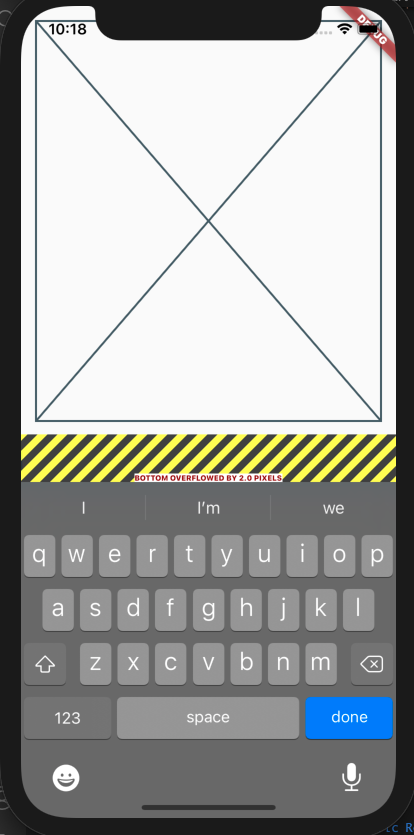 10:18
DEBUG
BOTTOM OVERFLOWED BY 2.0 PIXELS
I I'm we
q w e r t y u i o p
a s d f g h j k l
z x c v b n m
123 space done